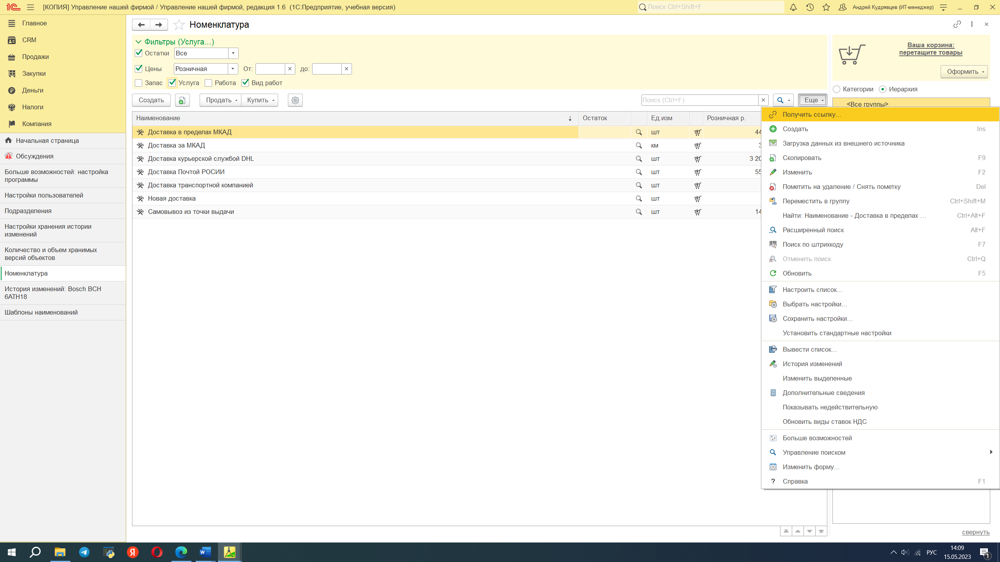 [КОПИЯ] Управление нашей фирмой / Управление нашей фирмой, редакция 1.6 (1С:Предприятие, учебная версия)
Поиск Ctrl+Shift+F
Андрей Кудрявцев (ИТ-менеджер)
Главное
CRM
Продажи
Закупки
Деньги
Налоги
Компания
Начальная страница
Обсуждения
Больше возможностей: настройка
программы
Настройки пользователей
Подразделения
Настройки хранения истории
изменений
Количество и объем хранимых
версий объектов
Номенклатура
История изменений: Bosch BCH
6ATH18
Шаблоны наименований
Номенклатура
Фильтры (Услуга...)
Остатки Все
Цены Розничная От: до:
Запас Услуга Работа Вид работ
Создать Продать Купить Поиск (Ctrl+F) Еще
Наименование Остаток Ед.изм Розничная р.
Доставка в пределах МКАД шт 44
Доставка за МКАД км 3
Доставка курьерской службой DHL шт 3 20
Доставка Почтой РОСИИ шт 55
Доставка транспортной компанией шт
Новая доставка шт
Самовывоз из точки выдачи шт 14
Ваша корзина:
перетащите товары
Оформить
Категории Иерархия
<Все группы>
Получить ссылку...
Создать Ins
Загрузка данных из внешнего источника
Скопировать F9
Изменить F2
Пометить на удаление / Снять пометку Del
Переместить в группу Ctrl+Shift+M
Найти: Наименование - Доставка в пределах ... Ctrl+Alt+F
Расширенный поиск Alt+F
Поиск по штрихкоду F7
Отменить поиск Ctrl+Q
Обновить F5
Настроить список...
Выбрать настройки...
Сохранить настройки...
Установить стандартные настройки
Вывести список...
История изменений
Изменить выделенные
Дополнительные сведения
Показывать недействительную
Обновить виды ставок НДС
Больше возможностей
Управление поиском
Изменить форму...
Справка F1
свернуть
РУС
14:09
15.05.2023
1